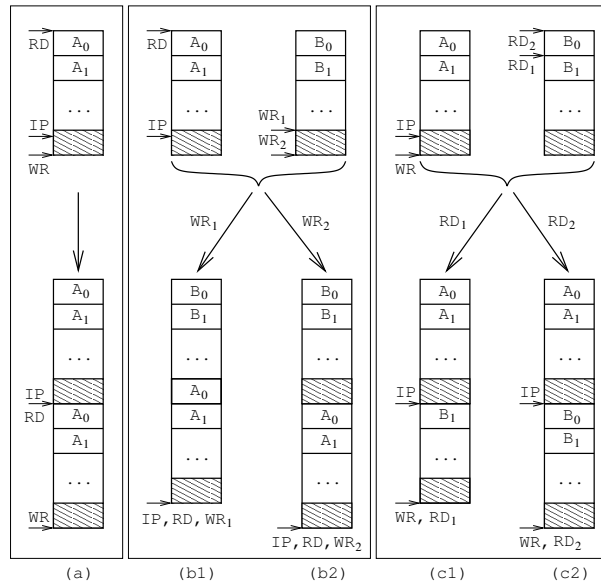 RD A0
A1
...
IP
WR
A0
A1
...
IP
RD A0
A1
...
WR
(a)
RD A0
A1
...
IP
B0
B1
...
WR1
WR2
WR1 WR2
B0
B1
...
A0
A1
...
IP, RD, WR1
B0
B1
...
A0
A1
...
IP, RD, WR2
(b1) (b2)
A0
A1
...
IP
WR
RD2 B0
RD1 B1
...
RD1 RD2
A0
A1
...
IP
B1
...
WR, RD1
A0
A1
...
IP
B0
B1
...
WR, RD2
(c1) (c2)